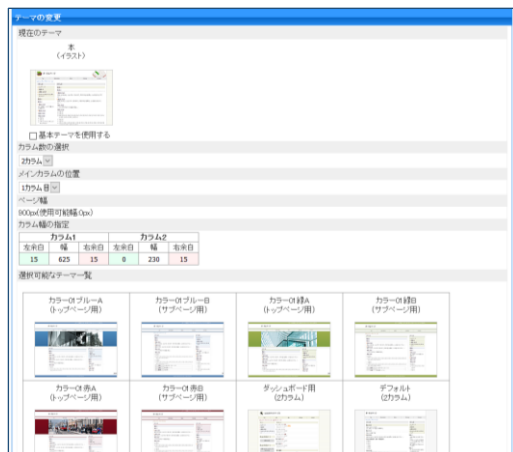 テーマの変更
現在のテーマ
本
(イラスト)
基本テーマを使用する
カラム数の選択
2カラム
メインカラムの位置
1カラム目
ページ幅
900px(使用可能幅:0px)
カラム幅の指定
カラム1 カラム2
左余白 幅 右余白 左余白 幅 右余白
15 625 15 0 230 15
選択可能なテーマ一覧
カラー01ブルーA カラー01ブルーB カラー01緑A カラー01緑B
(トップページ用) (サブページ用) (トップページ用) (サブページ用)
カラー01赤A カラー01赤B ダッシュボード用 デフォルト
(トップページ用) (サブページ用) (2カラム) (2カラム)